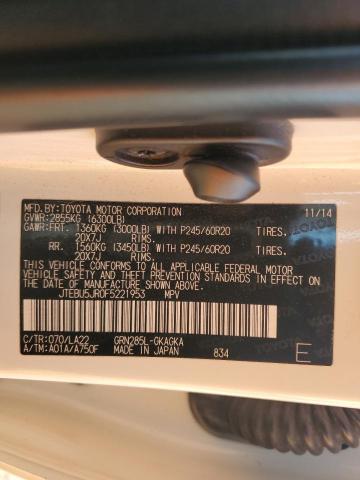 MFD.BY:TOYOTA MOTOR CORPORATION 11/14
GVWR:2855KG (6300LB)
GAWR:FRT. 1360KG (3000LB) WITH P245/60R20 TIRES.
20X7J RIMS.
RR. 1560KG (3450LB) WITH P245/60R20 TIRES.
20X7J RIMS.
THIS VEHICLE CONFORMS TO ALL APPLICABLE FEDERAL MOTOR
VEHICLE SAFETY, BUMPER, AND THEFT PREVENTION STANDARDS IN EFFECT ON
THE DATE OF MANUFACTURE SHOWN ABOVE.
JTEBU5JR0F5221953 MPV
C/TR:070/LA22 GRN285L-GKAGKA
A/TM:A01A/A750F MADE IN JAPAN 834 E